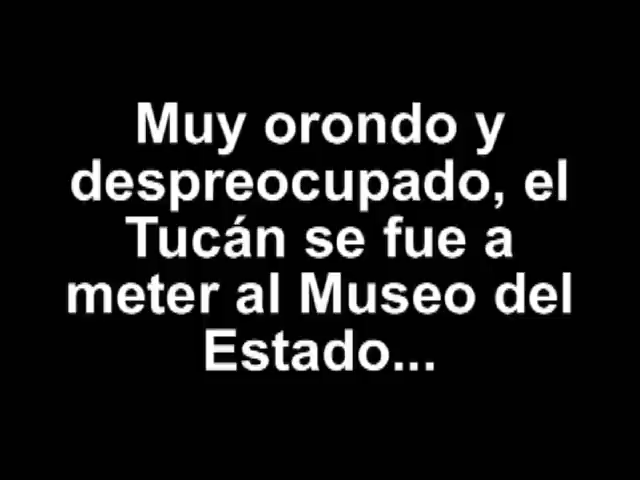 Muy orondo y
despreocupado, el
Tucán se fue a
meter al Museo del
Estado...